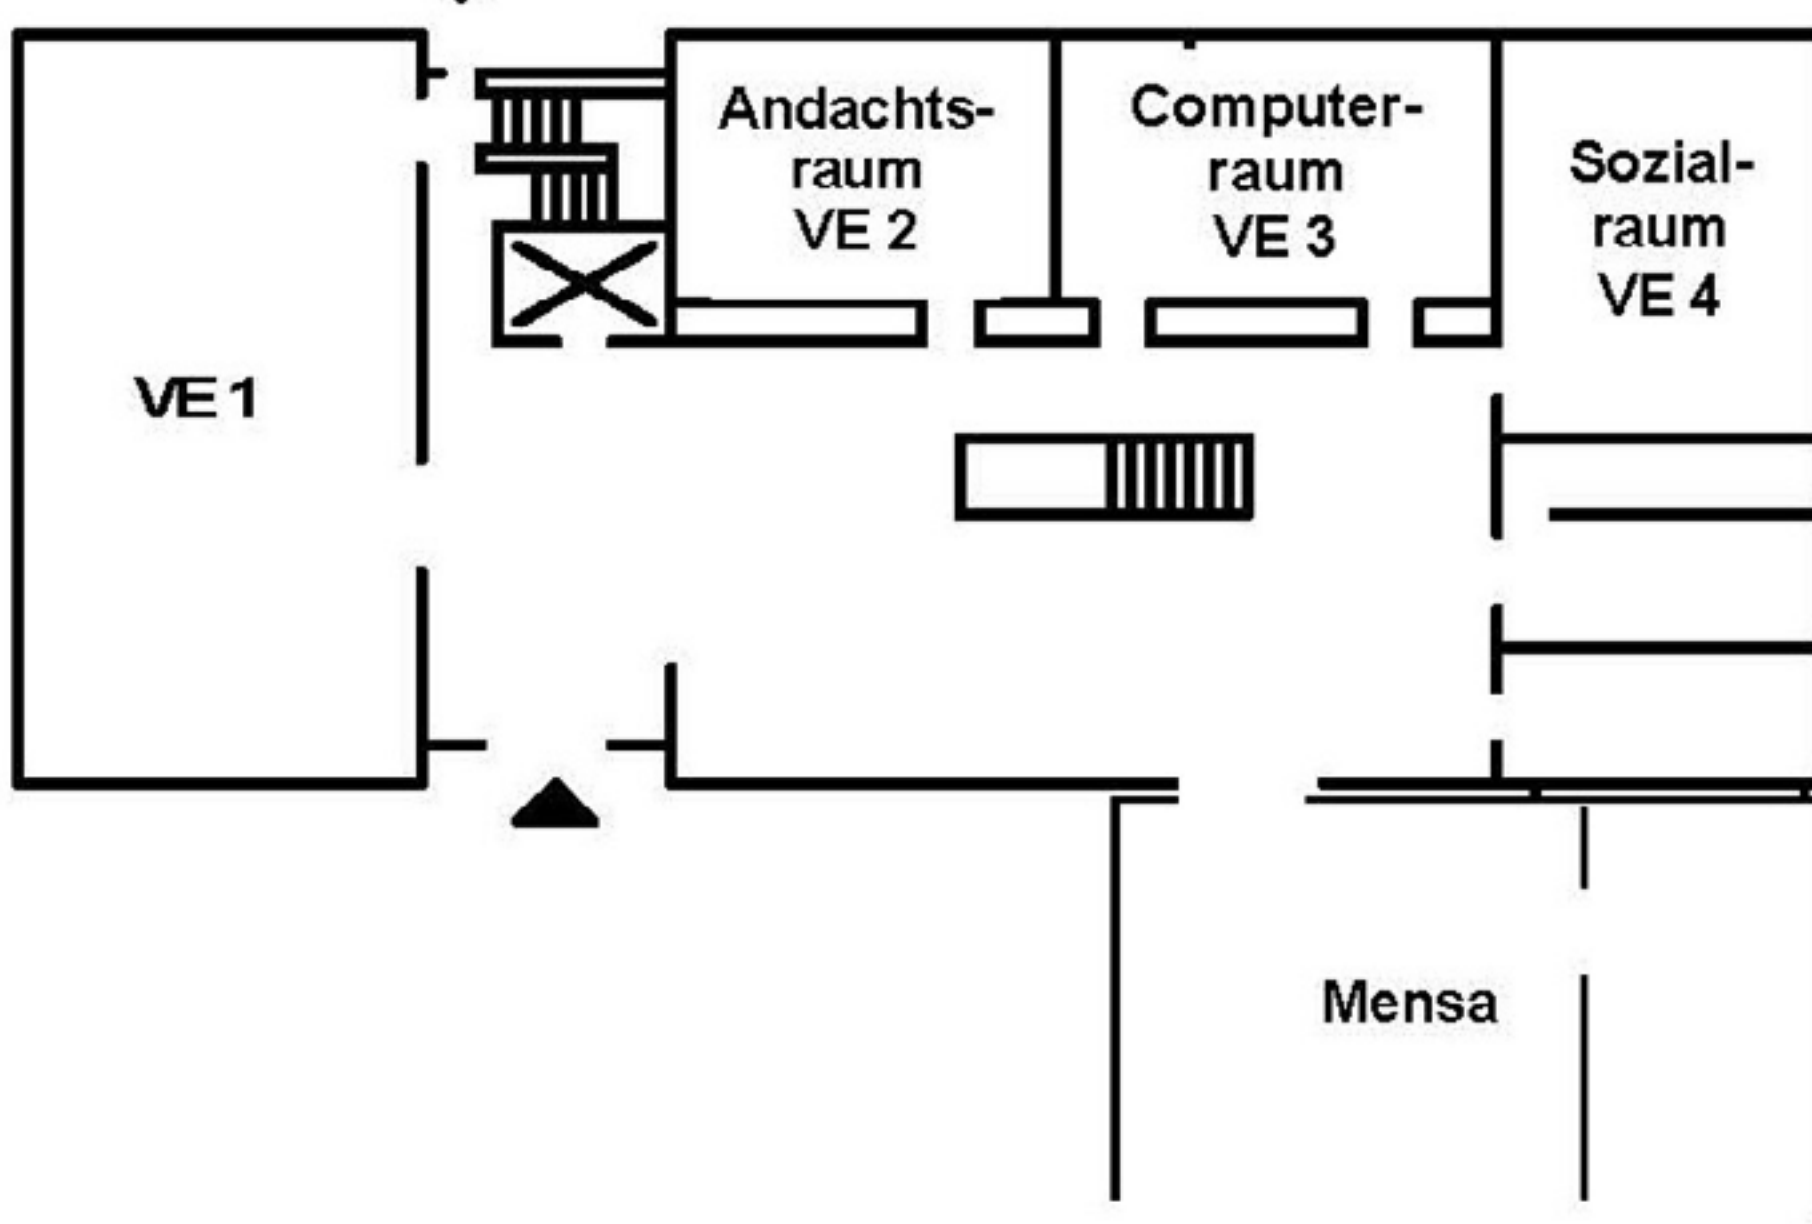 Andachts-
raum
VE 2
Computer-
raum
VE 3
Sozial-
raum
VE 4
VE 1
Mensa